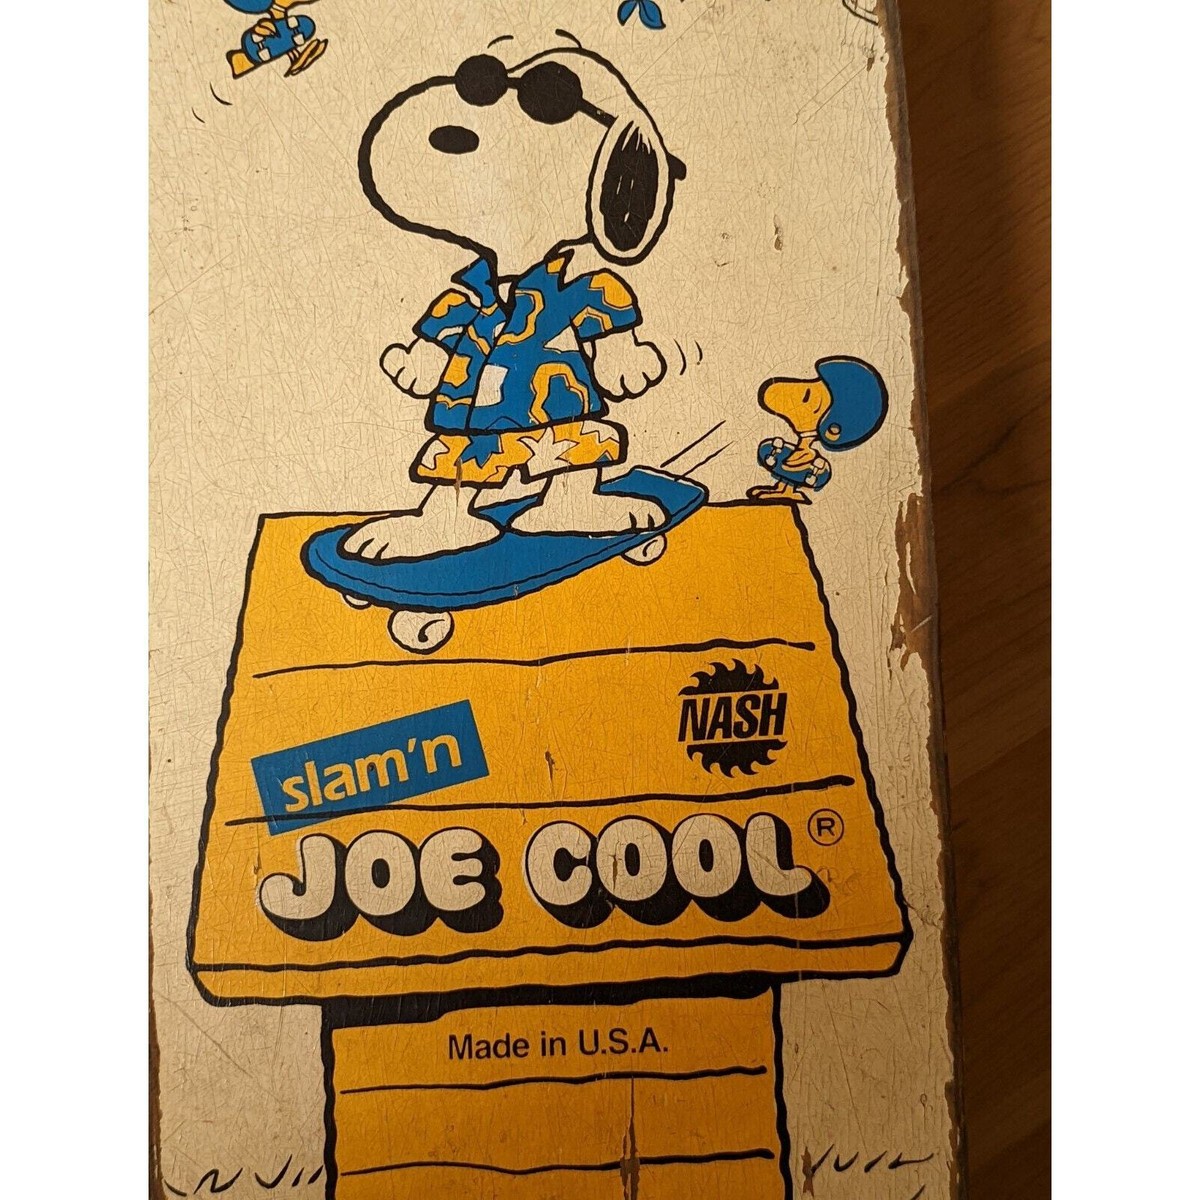 NASH
slam'n
JOE COOL ®
Made in U.S.A.